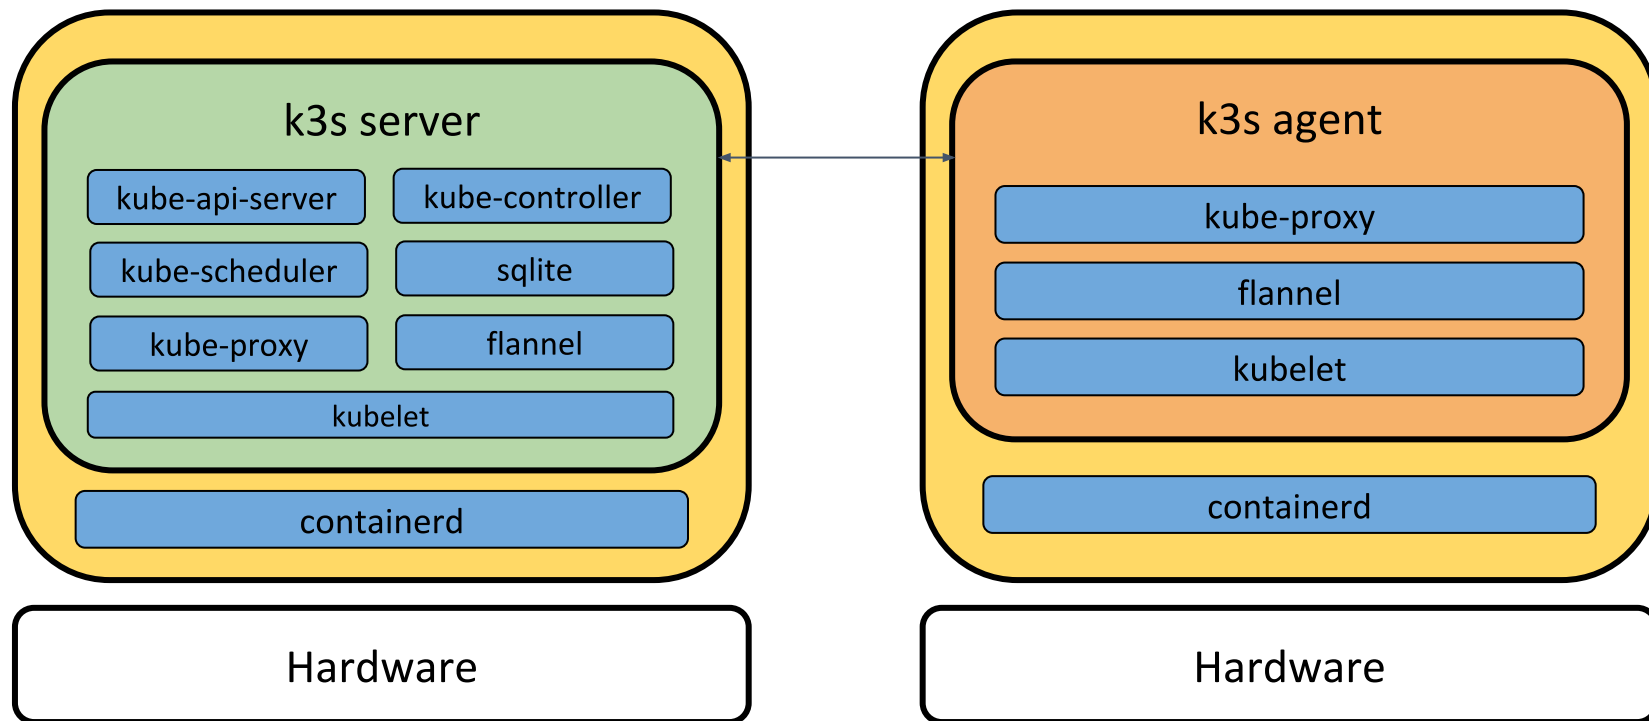 k3s server
kube-api-server
kube-controller
kube-scheduler
sqlite
kube-proxy
flannel
kubelet
containerd
Hardware
k3s agent
kube-proxy
flannel
kubelet
containerd
Hardware